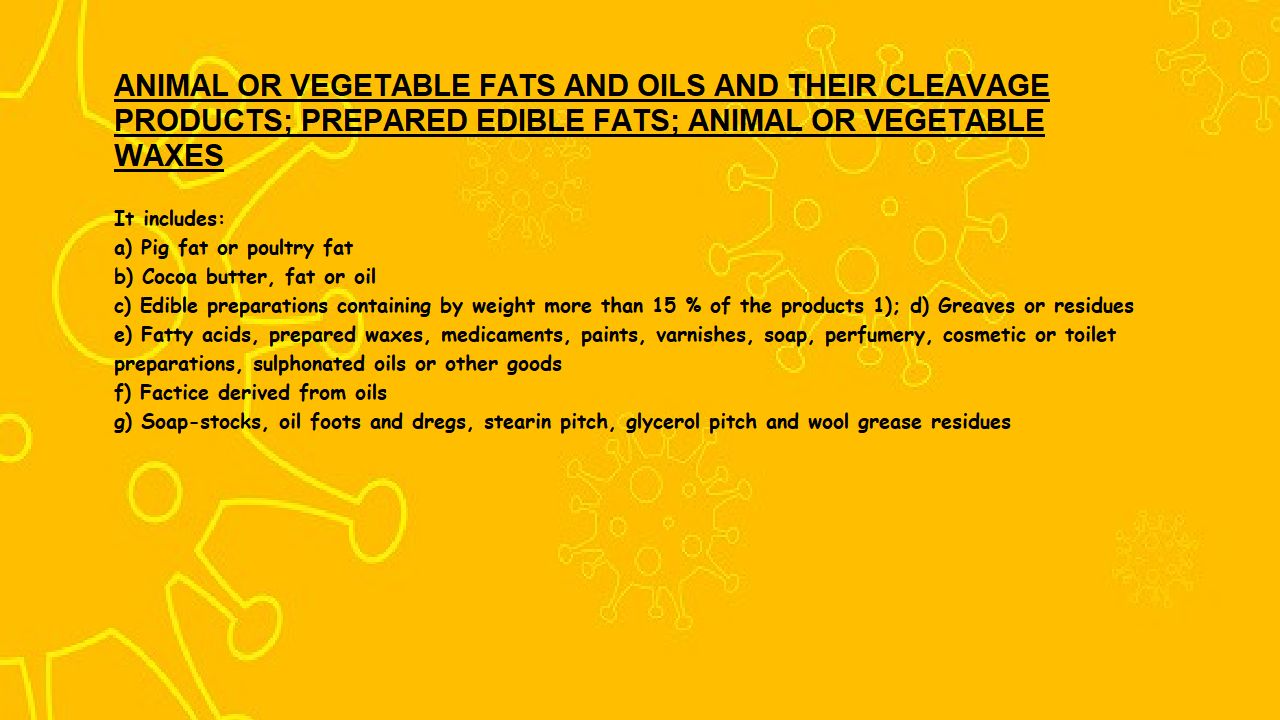 ANIMAL OR VEGETABLE FATS AND OILS AND THEIR CLEAVAGE
PRODUCTS; PREPARED EDIBLE FATS; ANIMAL OR VEGETABLE
WAXES
It includes:
a) Pig fat or poultry fat
b) Cocoa butter, fat or oil
c) Edible preparations containing by weight more than 15 % of the products 1); d) Greaves or residues
e) Fatty acids, prepared waxes, medicaments, paints, varnishes, soap, perfumery, cosmetic or toilet
preparations, sulphonated oils or other goods
f) Factice derived from oils
g) Soap-stocks, oil foots and dregs, stearin pitch, glycerol pitch and wool grease residues